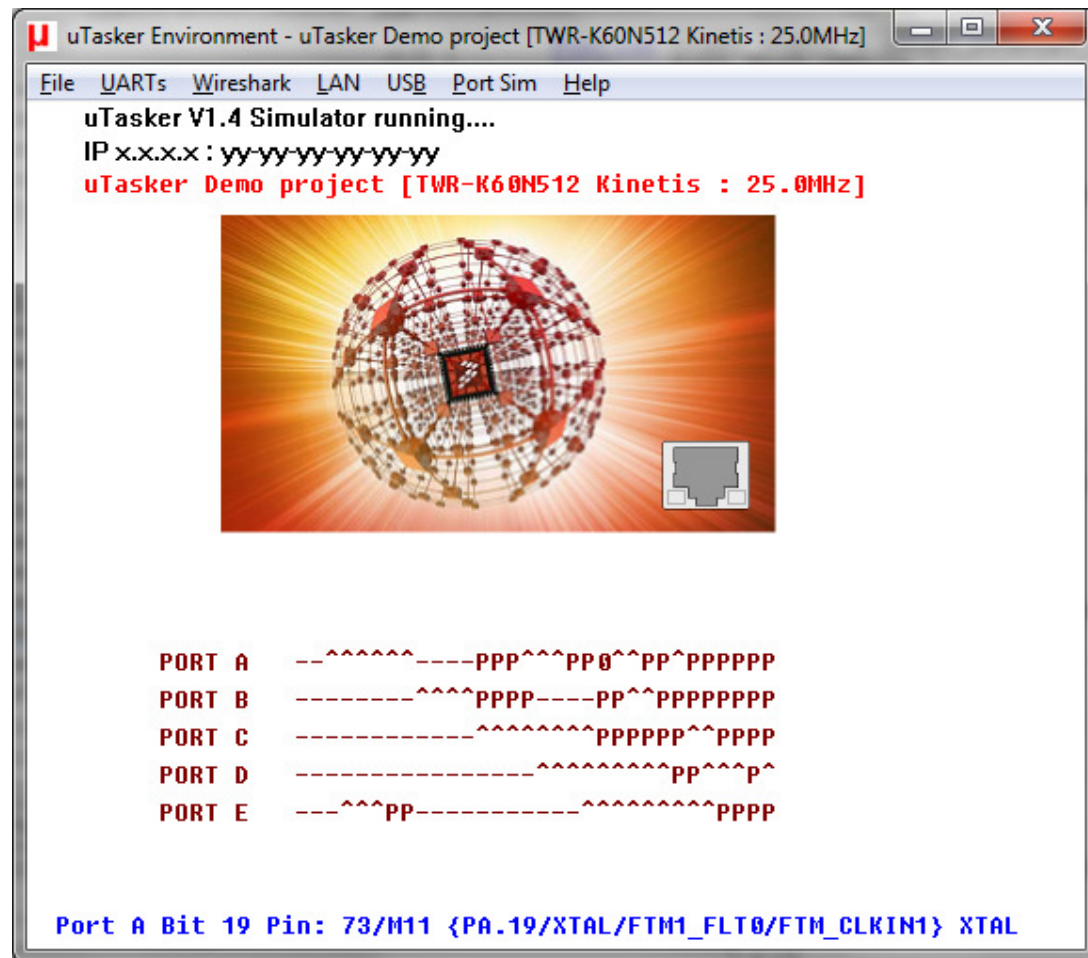 µ uTasker Environment - uTasker Demo project [TWR-K60N512 Kinetis : 25.0MHz]
File UARTs Wireshark LAN USB Port Sim Help
uTasker V1.4 Simulator running....
IP x.x.x.x : yy-yy-yy-yy-yy-yy
uTasker Demo project [TWR-K60N512 Kinetis : 25.0MHz]
PORT A --^^^^^^----PPP^^^PP0^^PP^PPPPPP
PORT B --------^^^^PPPP----PP^^PPPPPPPP
PORT C ------------^^^^^^^^PPPPPP^^PPPP
PORT D ----------------^^^^^^^^^PP^^^P^
PORT E ---^^^PP-----------^^^^^^^^^PPPP
Port A Bit 19 Pin: 73/M11 {PA.19/XTAL/FTM1_FLT0/FTM_CLKIN1} XTAL